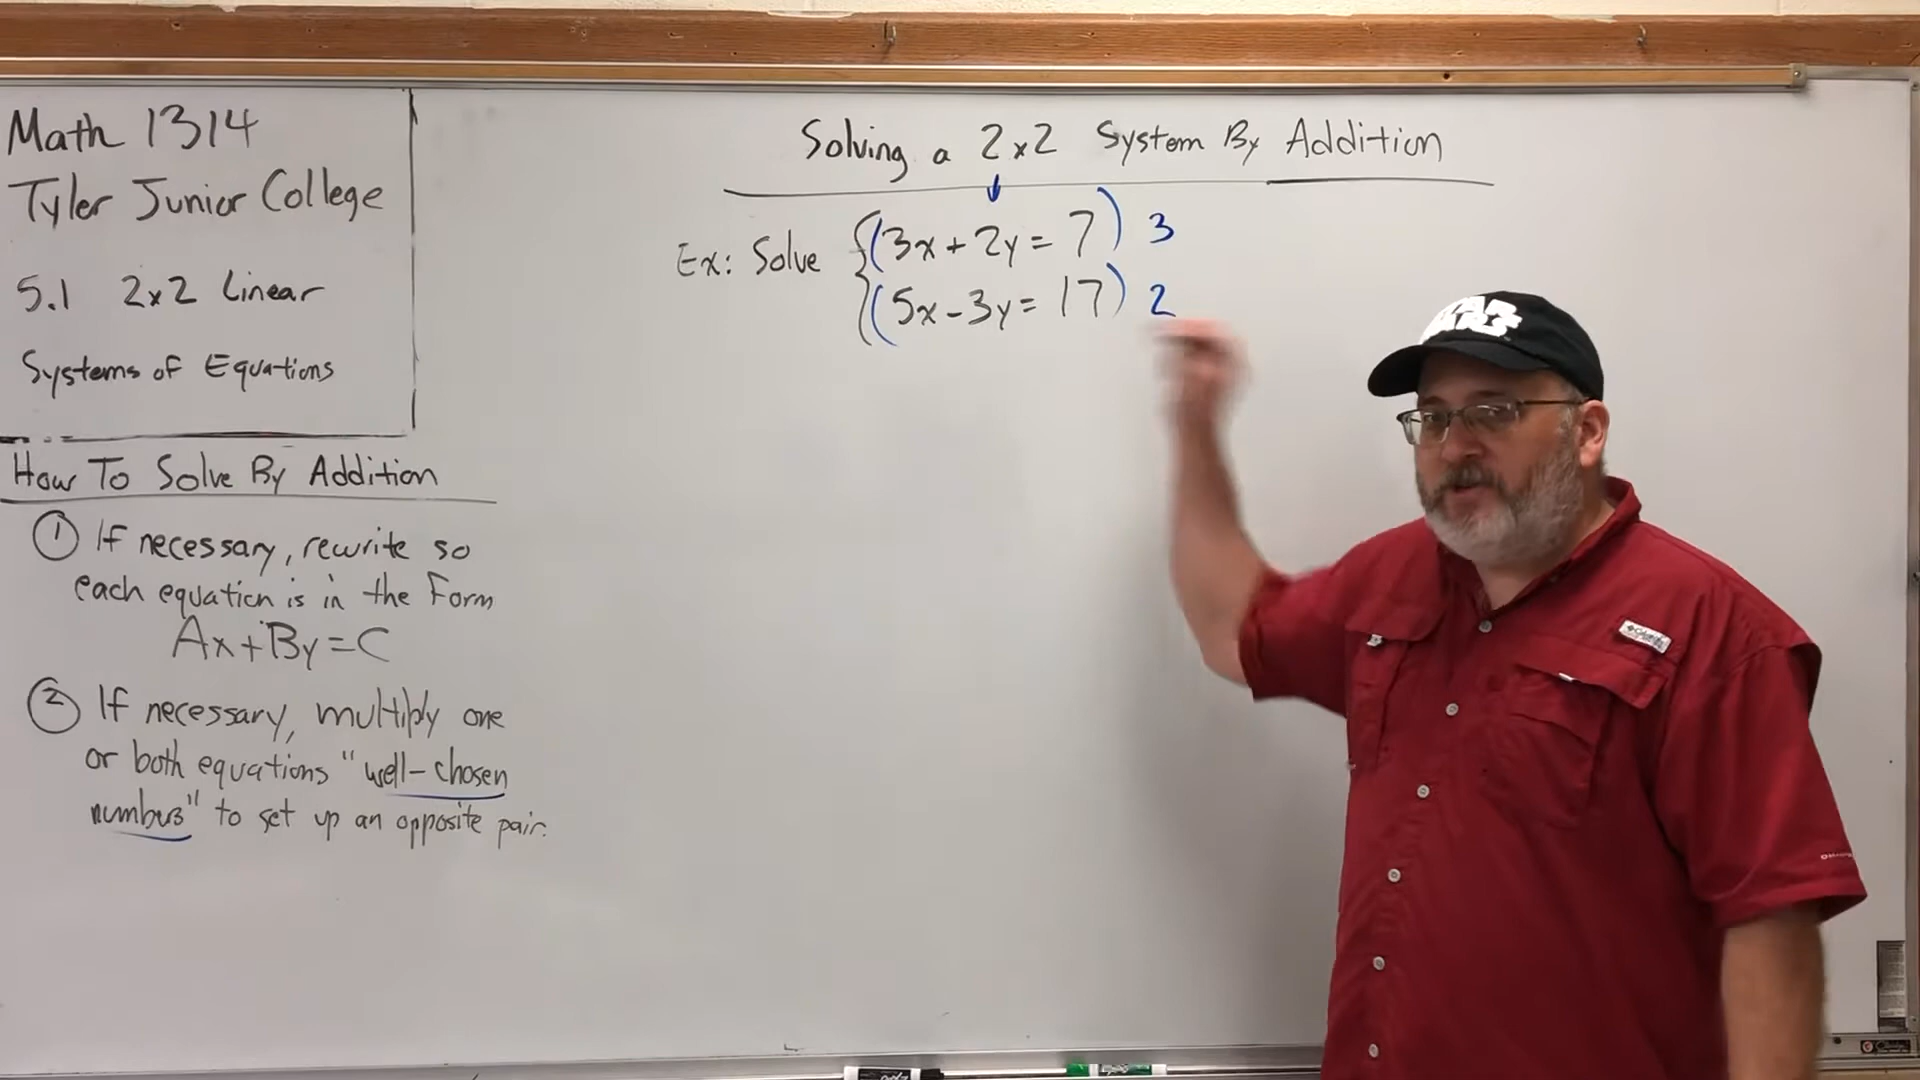 Math 1314
Tyler Junior College
5.1 2x2 Linear
Systems of Equations
How To Solve By Addition
① If necessary, rewrite so
each equation is in the Form
Ax+By=C
② If necessary, multiply one
or both equations "well-chosen
numbers" to set up an opposite pair.
Solving a 2x2 System By Addition
Ex: Solve {(3x+2y=7) 3
{(5x-3y=17) 2
STAR
WARS
Columbia